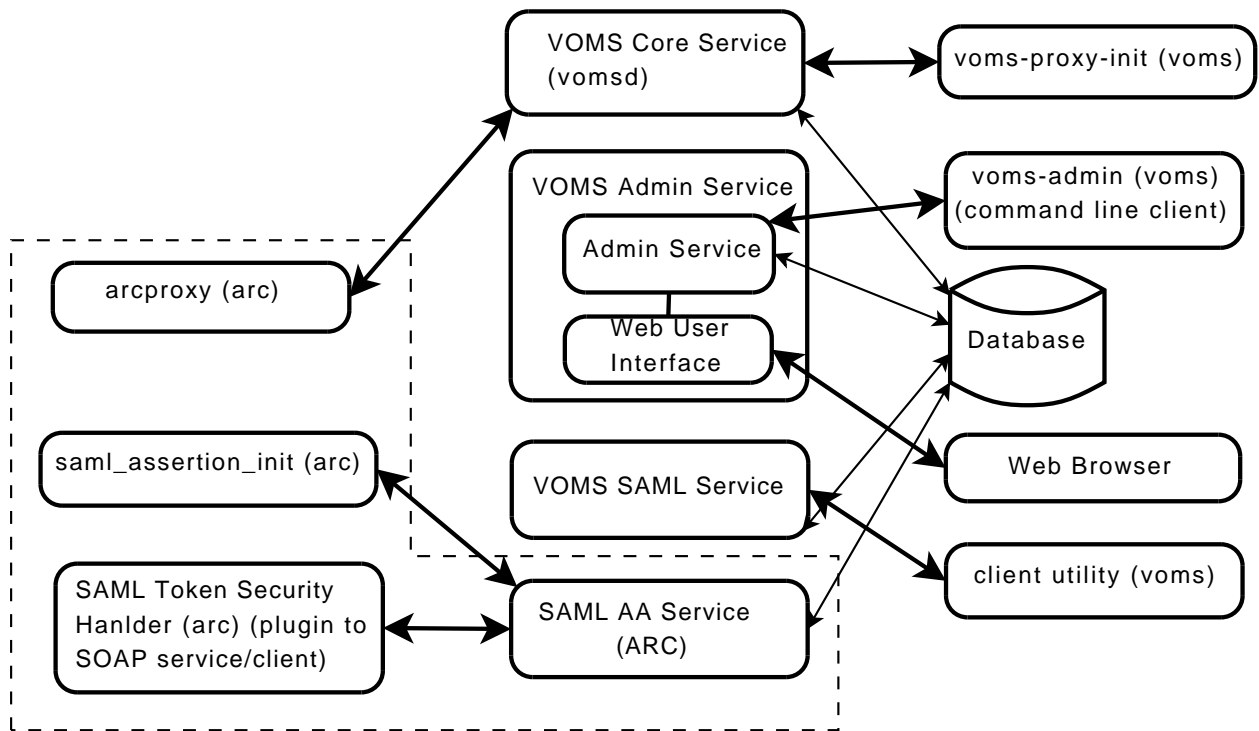 VOMS Core Service
(vomsd)
voms-proxy-init (voms)
VOMS Admin Service
voms-admin (voms)
(command line client)
Admin Service
arcproxy (arc)
Web User
Interface
Database
saml_assertion_init (arc)
VOMS SAML Service
Web Browser
SAML Token Security
Hanlder (arc) (plugin to
SOAP service/client)
SAML AA Service
(ARC)
client utility (voms)